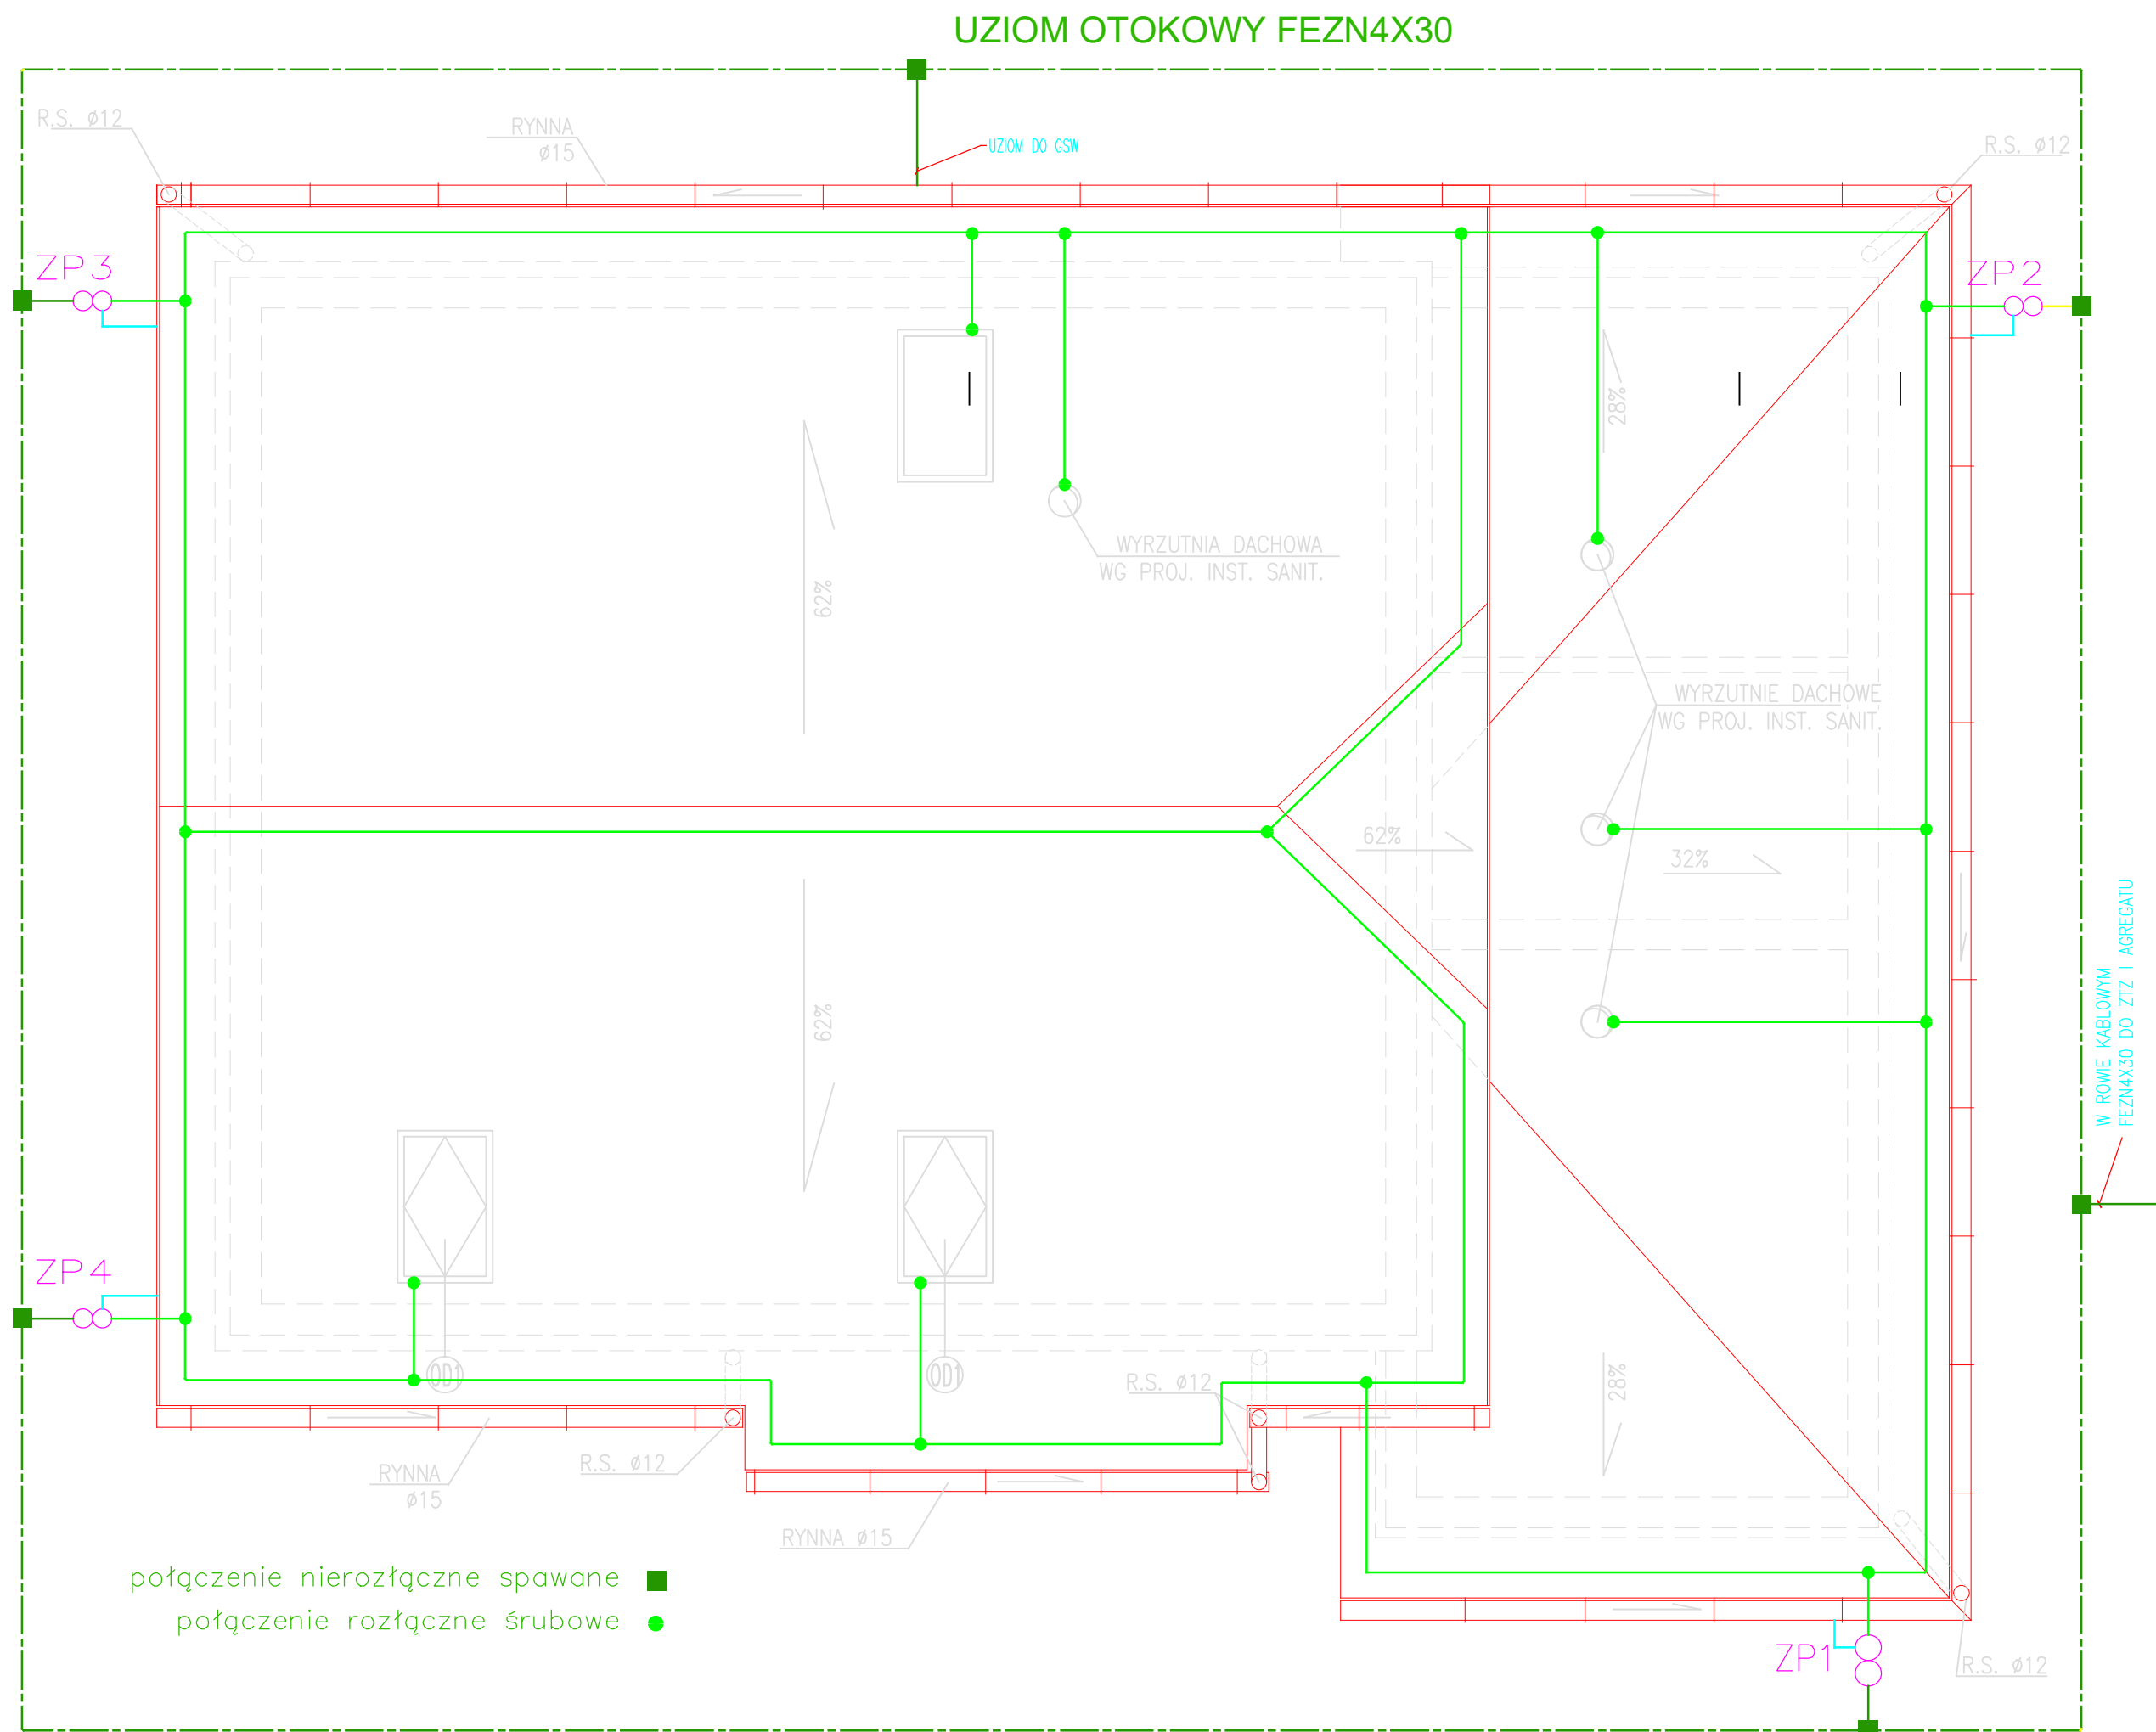 UZIOM OTOKOWY FEZN4X30
R.S. ø12
RYNNA
ø15
UZIOM DO GSW
R.S. ø12
ZP3
ZP2
28%
WYRZUTNIA DACHOWA
WG PROJ. INST. SANIT.
62%
WYRZUTNIE DACHOWE
WG PROJ. INST. SANIT.
62%
32%
W ROWIE KABLOWYM
FEZN4X30 DO ZTZ I AGREGATU
62%
ZP4
OD1
OD1
R.S. ø12
28%
RYNNA
ø15
R.S. ø12
RYNNA ø15
połączenie nierozłączne spawane
połączenie rozłączne śrubowe
ZP1
R.S. ø12